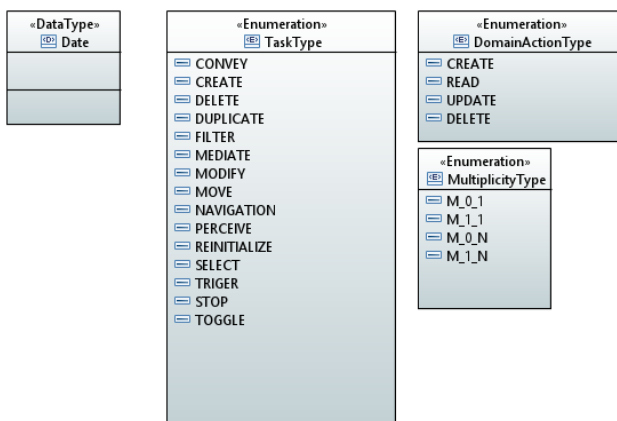 «DataType»
Date
«Enumeration»
TaskType
CONVEY
CREATE
DELETE
DUPLICATE
FILTER
MEDIATE
MODIFY
MOVE
NAVIGATION
PERCEIVE
REINITIALIZE
SELECT
TRIGER
STOP
TOGGLE
«Enumeration»
DomainActionType
CREATE
READ
UPDATE
DELETE
«Enumeration»
MultiplicityType
M_0_1
M_1_1
M_0_N
M_1_N